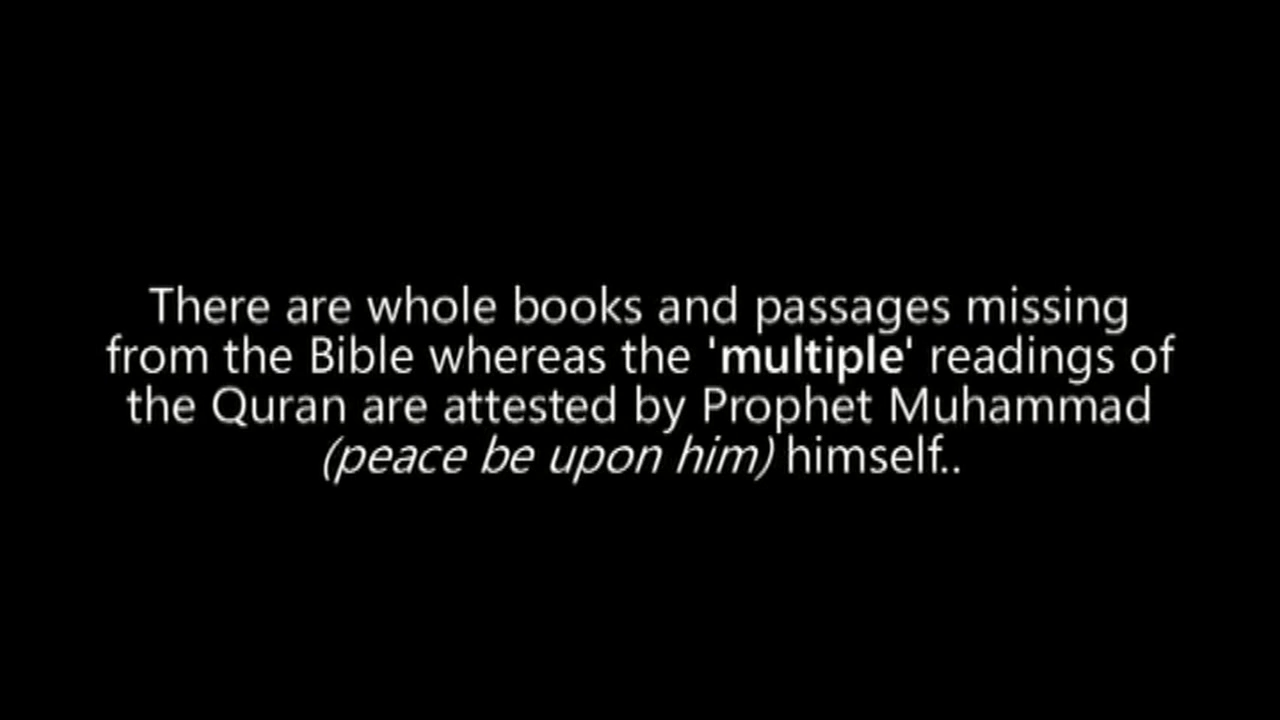 There are whole books and passages missing
from the Bible whereas the 'multiple' readings of
the Quran are attested by Prophet Muhammad
(peace be upon him) himself..